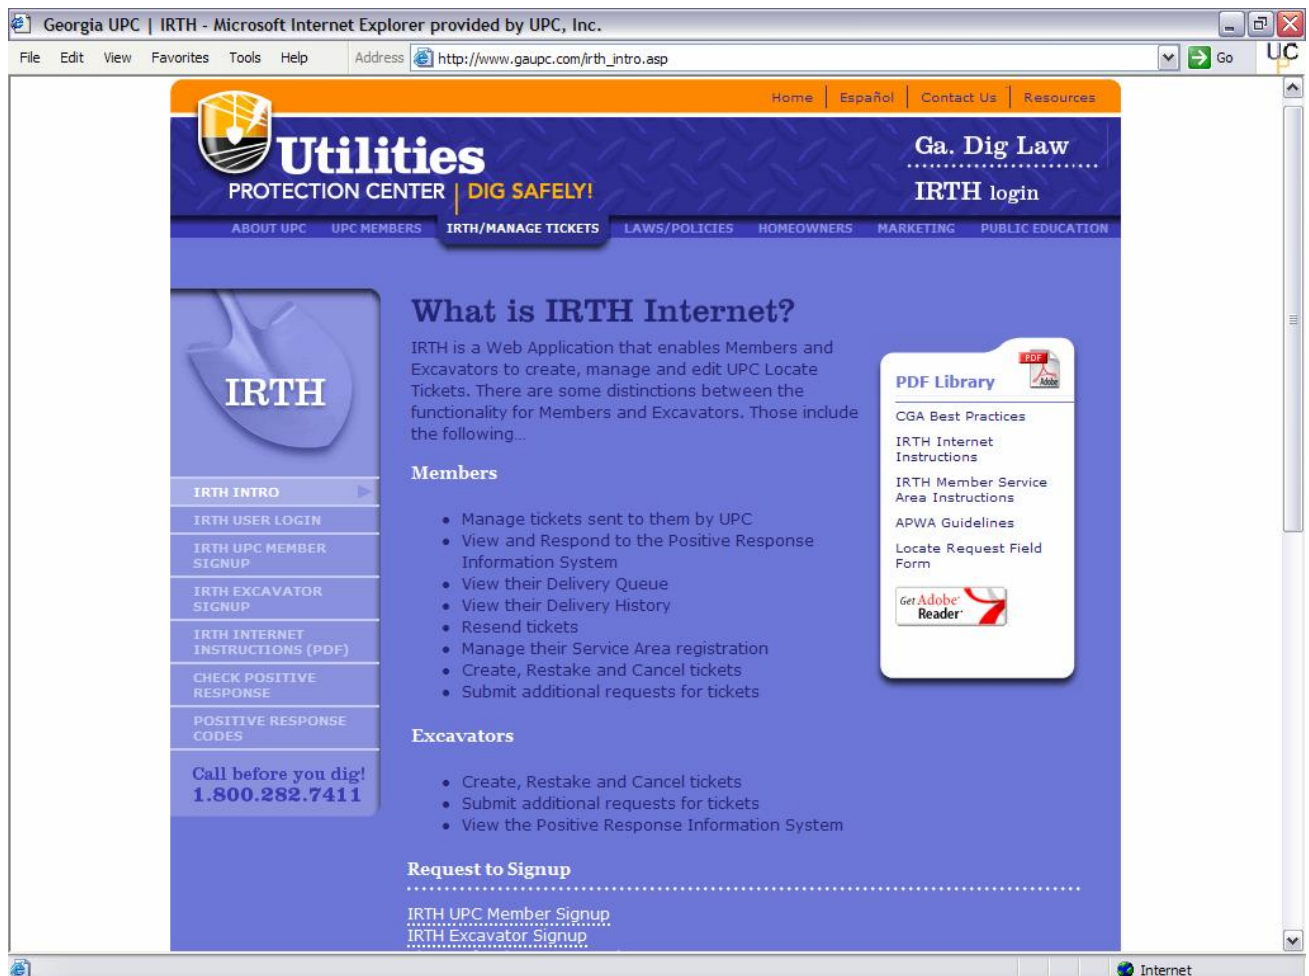 Georgia UPC | IRTH - Microsoft Internet Explorer provided by UPC, Inc.
File Edit View Favorites Tools Help Address http://www.gaupc.com/irth_intro.asp Go UPC
Home Español Contact Us Resources
Utilities
PROTECTION CENTER | DIG SAFELY!
Ga. Dig Law
IRTH login
ABOUT UPC UPC MEMBERS IRTH/MANAGE TICKETS LAWS/POLICIES HOMEOWNERS MARKETING PUBLIC EDUCATION
IRTH
IRTH INTRO
IRTH USER LOGIN
IRTH UPC MEMBER
SIGNUP
IRTH EXCAVATOR
SIGNUP
IRTH INTERNET
INSTRUCTIONS (PDF)
CHECK POSITIVE
RESPONSE
POSITIVE RESPONSE
CODES
Call before you dig!
1.800.282.7411
What is IRTH Internet?
IRTH is a Web Application that enables Members and
Excavators to create, manage and edit UPC Locate
Tickets. There are some distinctions between the
functionality for Members and Excavators. Those include
the following...
Members
• Manage tickets sent to them by UPC
• View and Respond to the Positive Response
Information System
• View their Delivery Queue
• View their Delivery History
• Resend tickets
• Manage their Service Area registration
• Create, Restake and Cancel tickets
• Submit additional requests for tickets
Excavators
• Create, Restake and Cancel tickets
• Submit additional requests for tickets
• View the Positive Response Information System
Request to Signup
IRTH UPC Member Signup
IRTH Excavator Signup
PDF Library
PDF
Adobe
CGA Best Practices
IRTH Internet
Instructions
IRTH Member Service
Area Instructions
APWA Guidelines
Locate Request Field
Form
Get Adobe
Reader
Internet